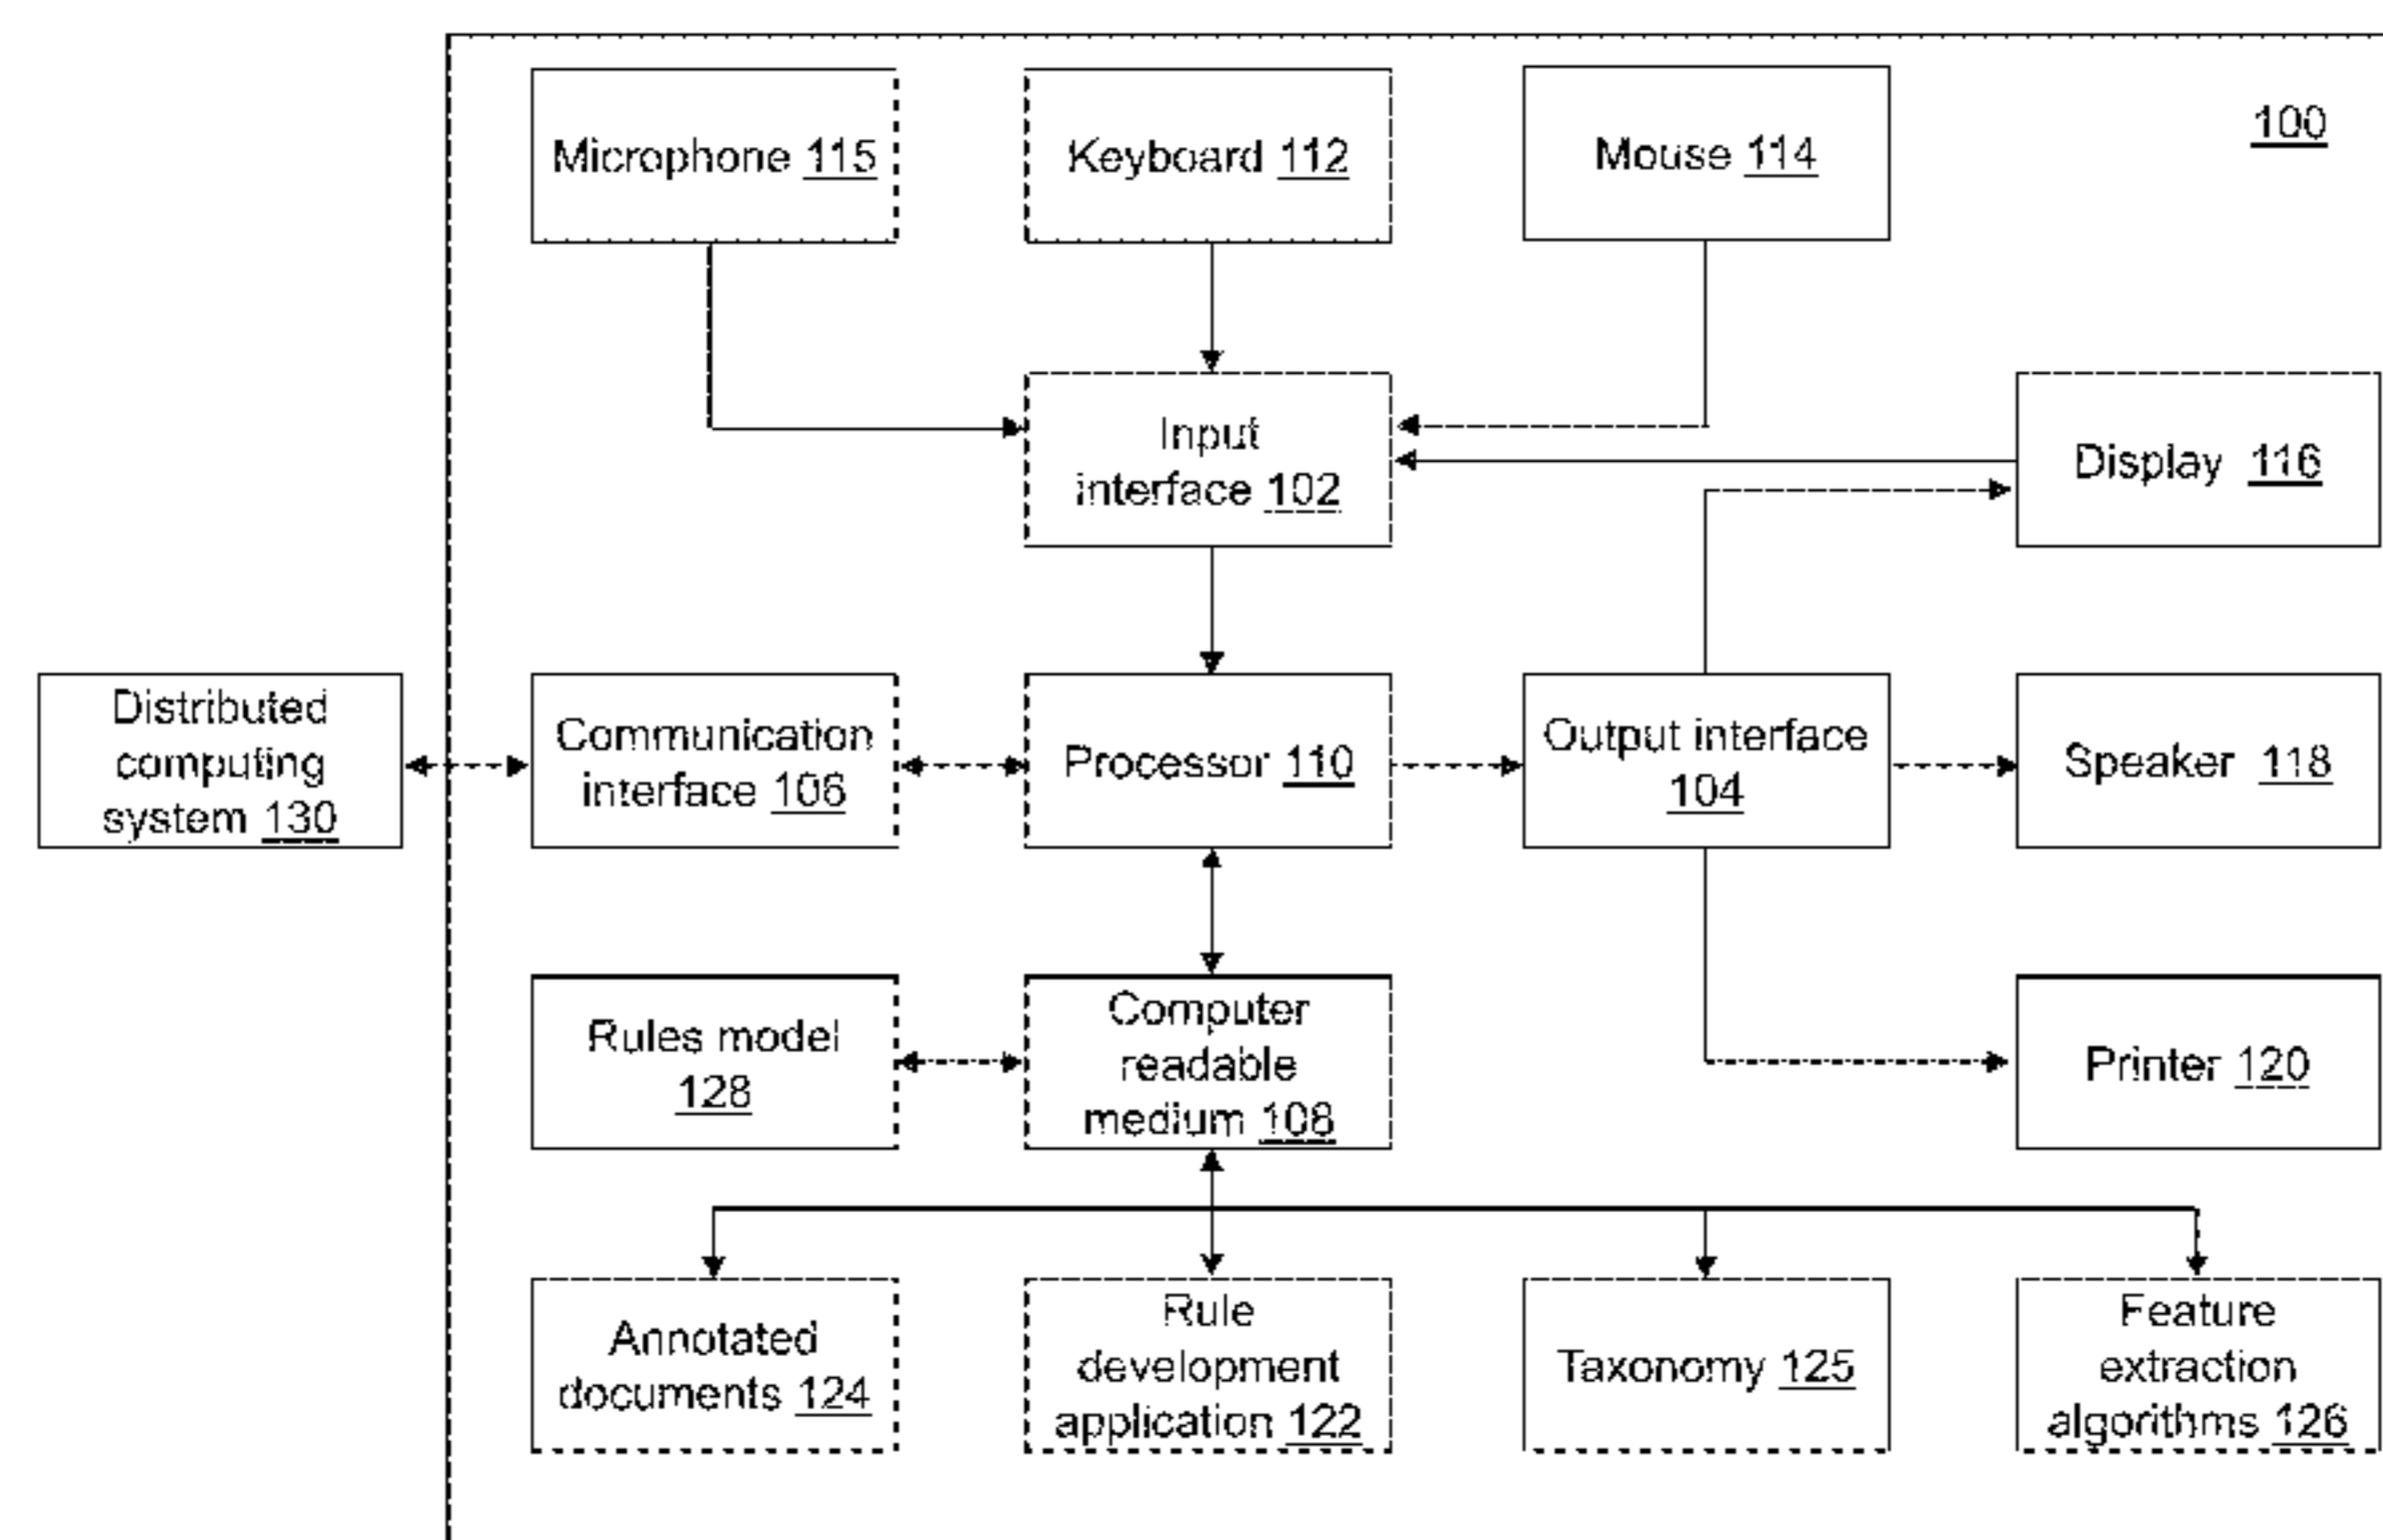 100
Microphone 115
Keyboard 112
Mouse 114
Input
interface 102
Display 116
Distributed
computing
system 130
Communication
interface 106
Processor 110
Output interface
104
Speaker 118
Rules model
128
Computer
readable
medium 108
Printer 120
Annotated
documents 124
Rule
development
application 122
Taxonomy 125
Feature
extraction
algorithms 126